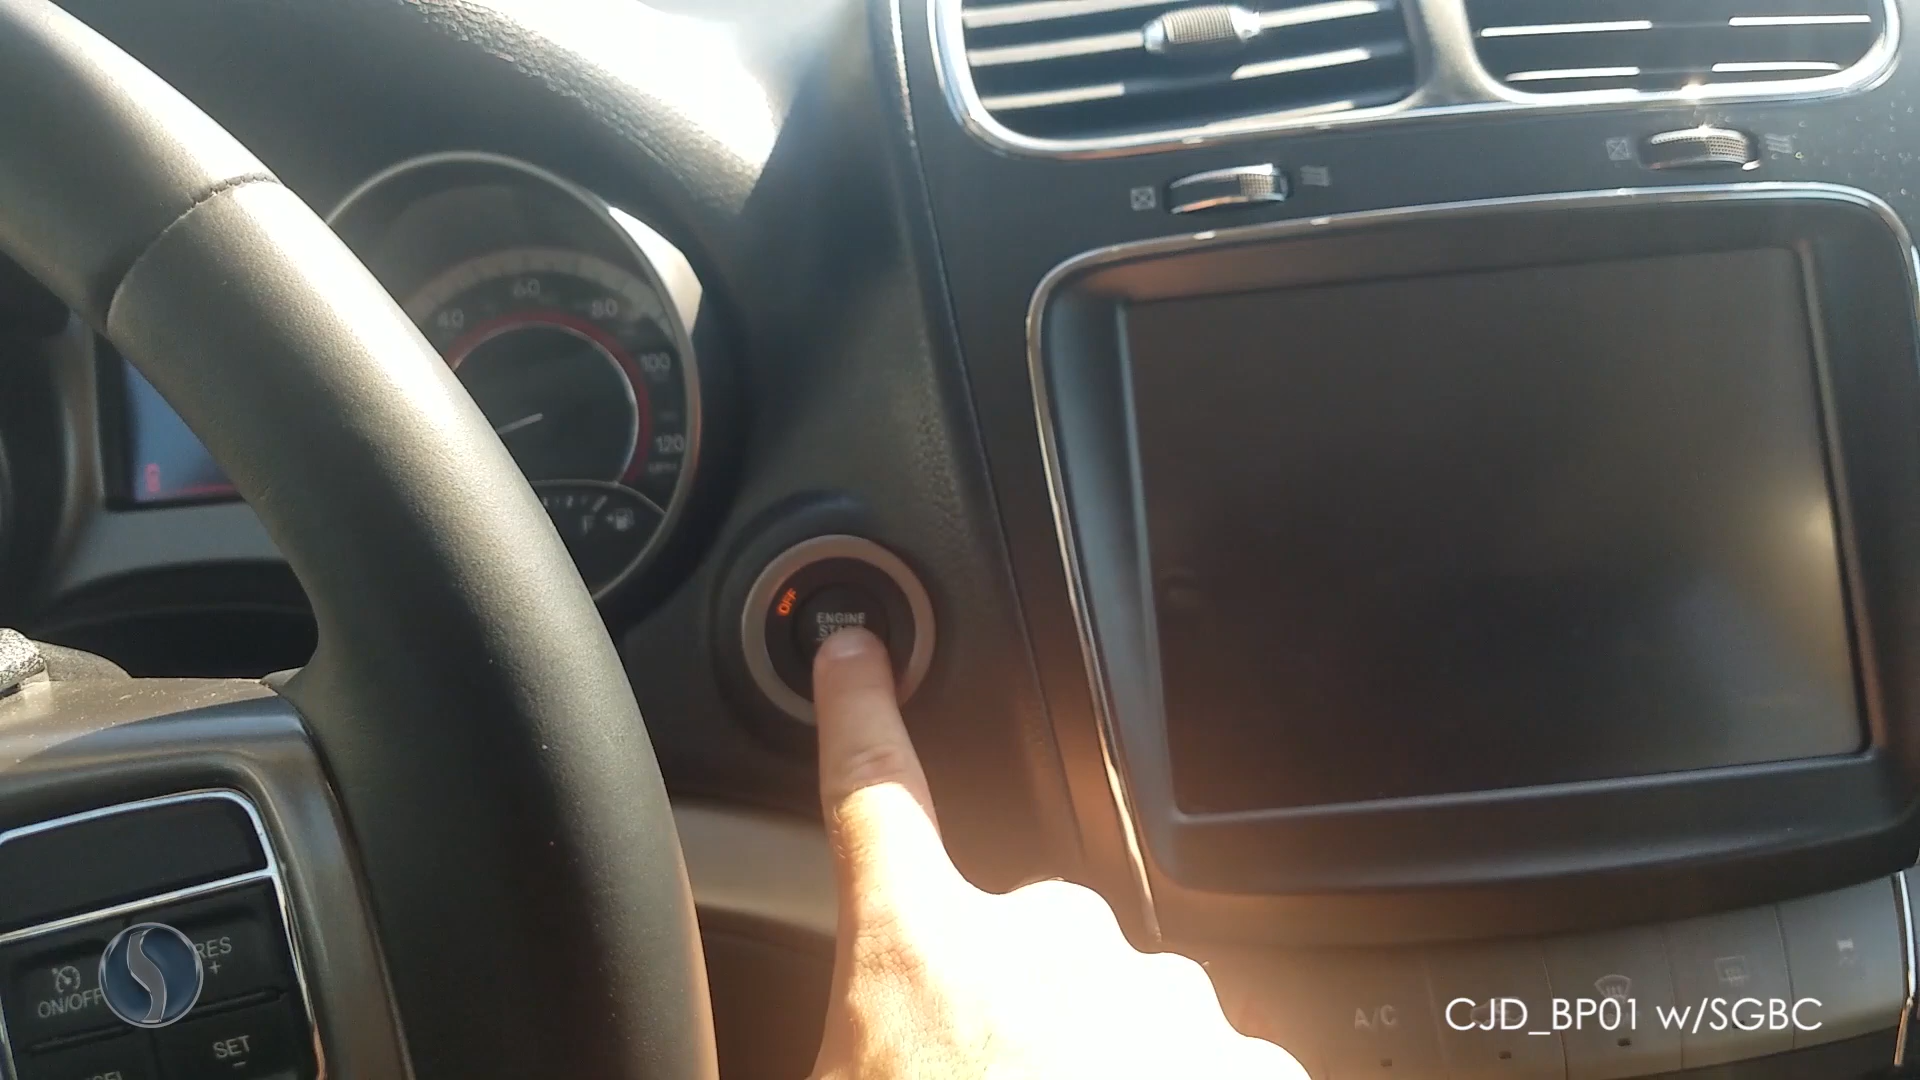 40
60
80
100
120
F
OFF
ENGINE
RES
+
ON/OFF
SET
-
A/C
CJD_BP01 w/SGBC